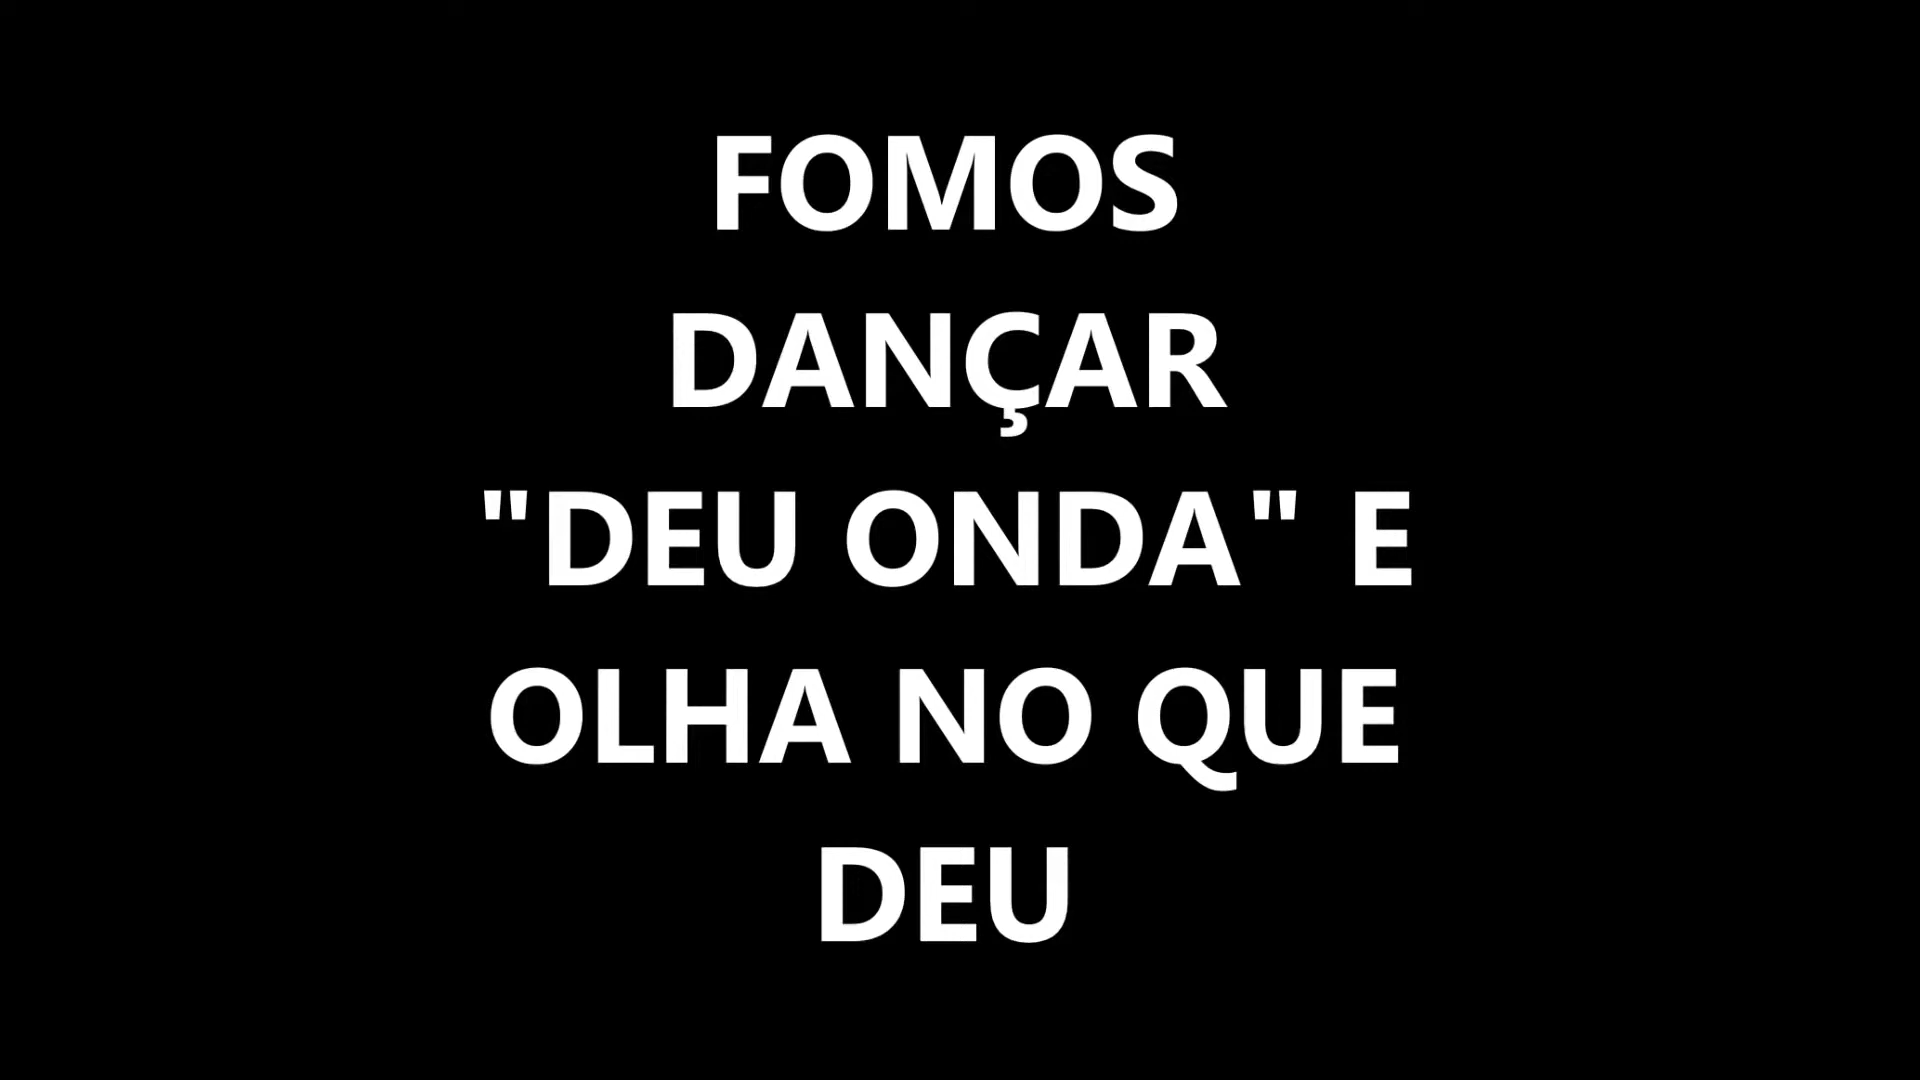 FOMOS
DANÇAR
"DEU ONDA" E
OLHA NO QUE
DEU